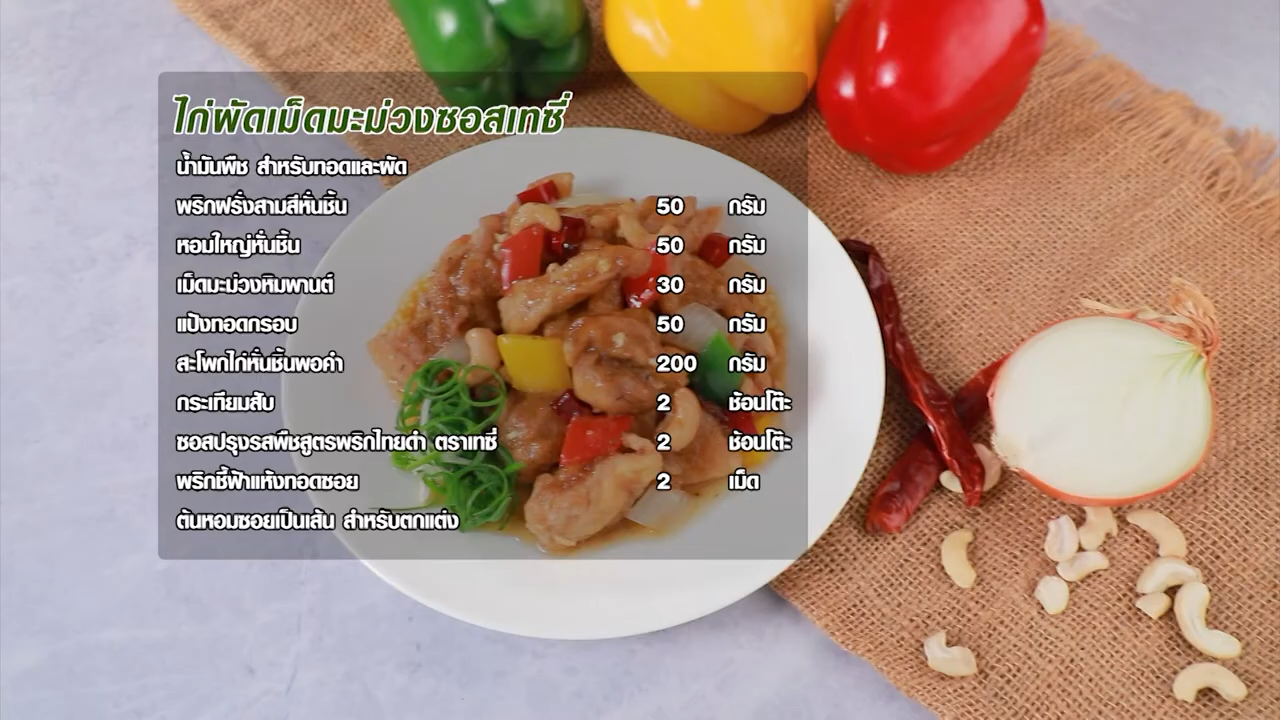 ไก่ผัดเม็ดมะม่วงซอสเทซี่
น้ำมันพืช สำหรับทอดและผัด
พริกฝรั่งสามสีหั่นชิ้น 50 กรัม
หอมใหญ่หั่นชิ้น 50 กรัม
เม็ดมะม่วงหิมพานต์ 30 กรัม
แป้งทอดกรอบ 50 กรัม
สะโพกไก่หั่นชิ้นพอคำ 200 กรัม
กระเทียมสับ 2 ช้อนโต๊ะ
ซอสปรุงรสพืชสูตรพริกไทยดำ ตราเทซี่ 2 ช้อนโต๊ะ
พริกชี้ฟ้าแห้งทอดซอย 2 เม็ด
ต้นหอมซอยเป็นเส้น สำหรับตกแต่ง